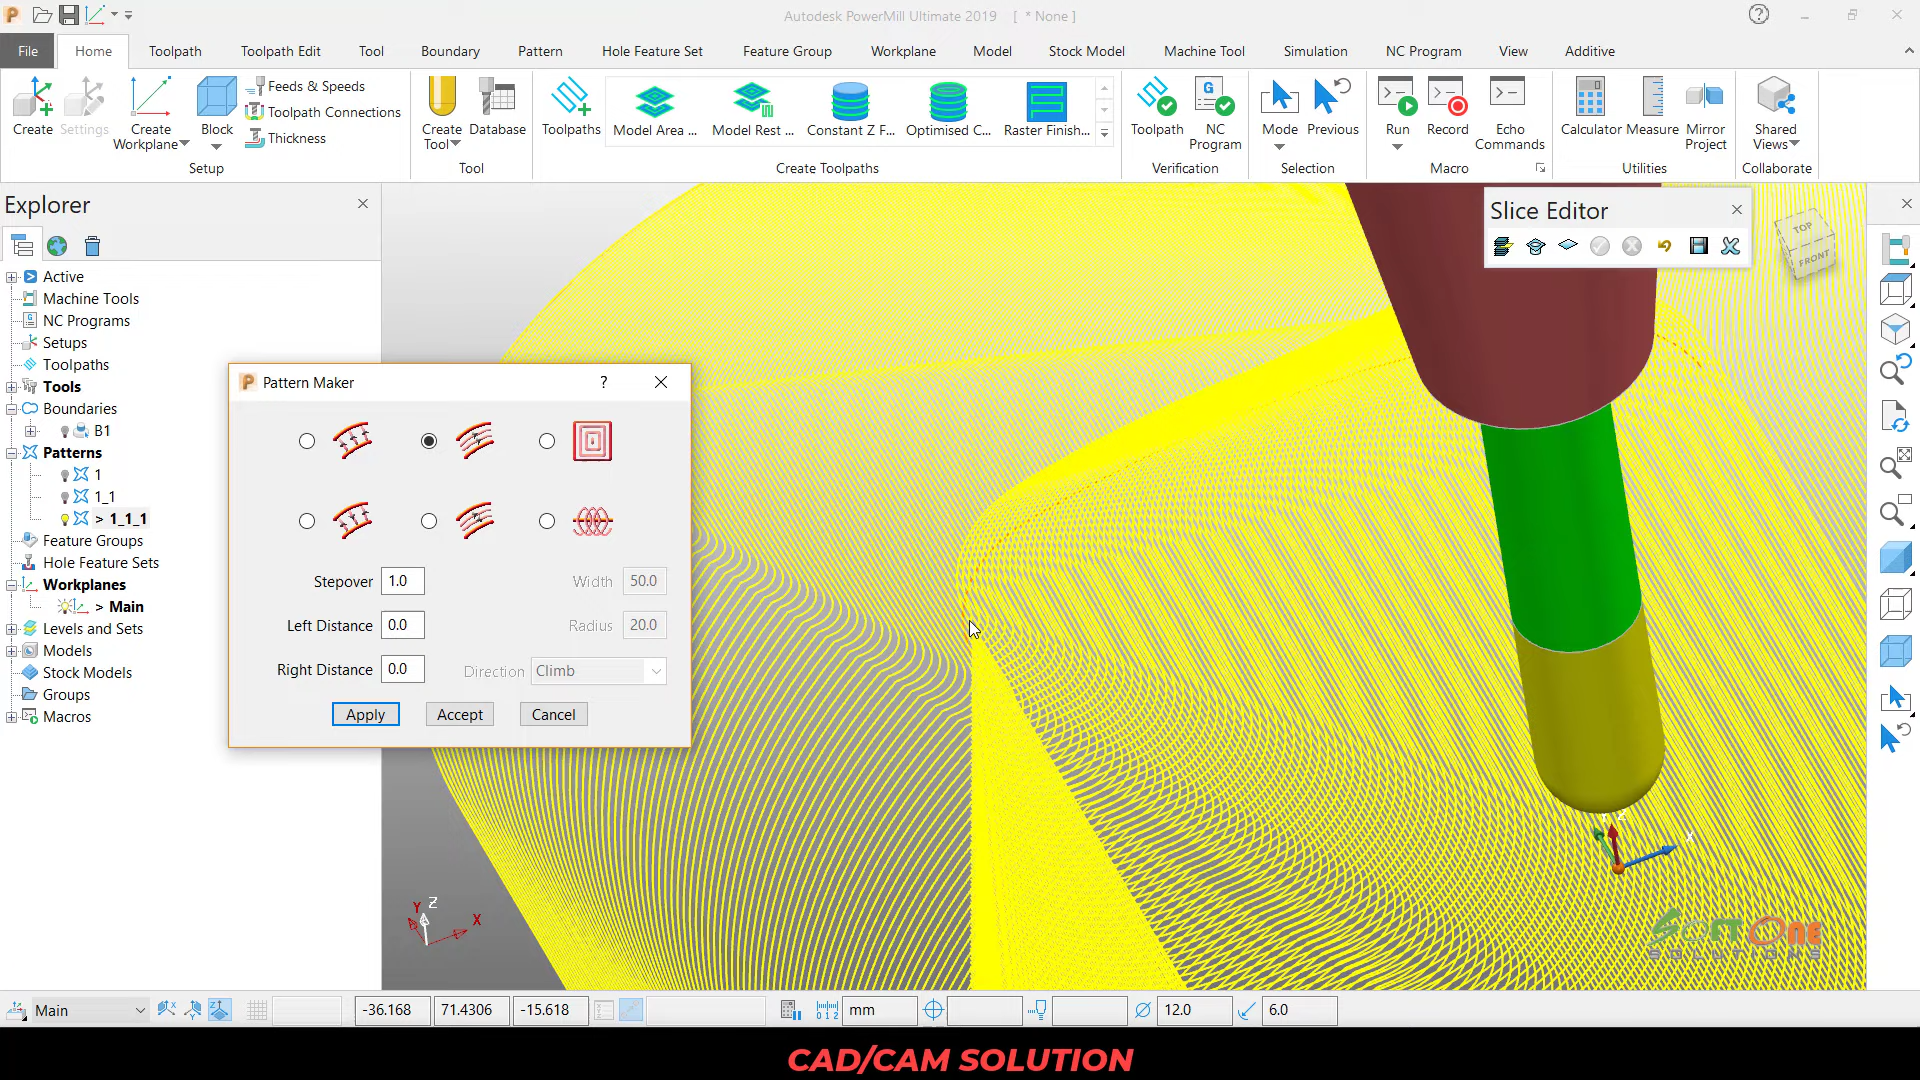 Autodesk PowerMill Ultimate 2019 [ * None ]
File Home Toolpath Toolpath Edit Tool Boundary Pattern Hole Feature Set Feature Group Workplane Model Stock Model Machine Tool Simulation NC Program View Additive
Create
Settings
Create
Workplane
Block
Feeds & Speeds
Toolpath Connections
Thickness
Setup
Create
Tool
Database
Tool
Toolpaths
Model Area ...
Model Rest ...
Constant Z F...
Optimised C...
Raster Finish...
Create Toolpaths
Toolpath
NC
Program
Verification
Mode
Previous
Selection
Run
Record
Echo
Commands
Macro
Calculator
Measure
Mirror
Project
Utilities
Shared
Views
Collaborate
Explorer
Active
Machine Tools
NC Programs
Setups
Toolpaths
Tools
Boundaries
B1
Patterns
1
1_1
> 1_1_1
Feature Groups
Hole Feature Sets
Workplanes
> Main
Levels and Sets
Models
Stock Models
Groups
Macros
Pattern Maker
?
Stepover 1.0
Width 50.0
Left Distance 0.0
Radius 20.0
Right Distance 0.0
Direction Climb
Apply Accept Cancel
Slice Editor
TOP
FRONT
X
Y Z
X
SOFTONE
SOLUTIONS
Main -36.168 71.4306 -15.618 mm 12.0 6.0
CAD/CAM SOLUTION